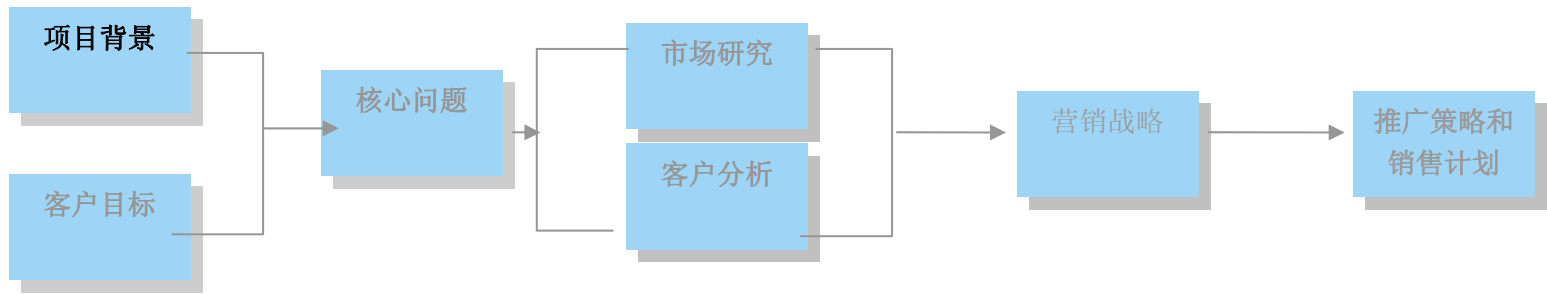 项目背景
客户目标
核心问题
市场研究
客户分析
营销战略
推广策略和
销售计划